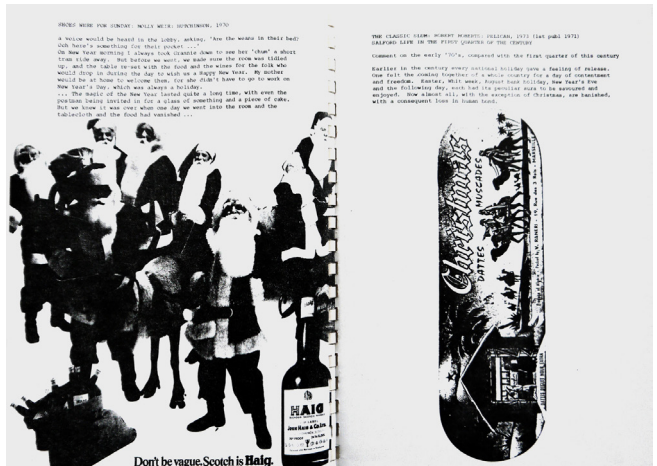 SHOES WERE FOR SUNDAY: MOLLY WEIR: HUTCHINSON, 1970
a voice would be heard in the lobby, asking, 'Are the weans in their bed?
Och here's something for their pocket ...'
On New Year morning I always took Grannie down to see her 'chum' a short
tram ride away. But before we went, we made sure the room was tidied
up, and the table re-set with the food and the wines for the folk who
would drop in during the day to wish us a Happy New Year. My mother
would be at home to welcome them, for she didn't have to go to work on
New Year's Day, which was always a holiday.
... The magic of the New Year lasted quite a long time, with even the
postman being invited in for a glass of something and a piece of cake.
But we knew it was over when one day we went into the room and the
tablecloth and the food had vanished ...
HAIG
John Haig & Co. Ltd.
Don't be vague. Scotch is Haig.
THE CLASSIC SLUM: ROBERT ROBERTS: PELICAN, 1973 (1st publ 1971)
SALFORD LIFE IN THE FIRST QUARTER OF THE CENTURY
Comment on the early '70's, compared with the first quarter of this century
Earlier in the century every national holiday gave a feeling of release.
One felt the coming together of a whole country for a day of contentment
and freedom. Easter, Whit week, August bank holiday, New Year's Eve
and the following day, each had its peculiar aura to be savoured and
enjoyed. Now almost all, with the exception of Christmas, are vanished,
with a consequent loss in human bond.
Christmas
DATTES MUSCADES